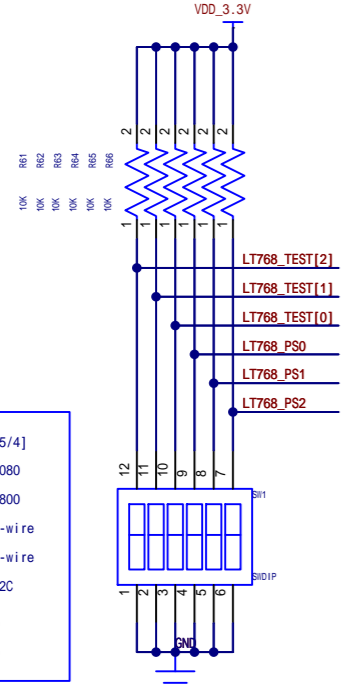 VDD_3.3V
2 2 2 2 2 2
R61 R62 R63 R64 R65 R66
10K 10K 10K 10K 10K 10K
1 1 1 1 1 1
LT768_TEST[2]
LT768_TEST[1]
LT768_TEST[0]
LT768_PS0
LT768_PS1
LT768_PS2
5/4]
080
800
-wire
-wire
2C
12 11 10 9 8 7
SW1
SWDIP
1 2 3 4 5 6
GND